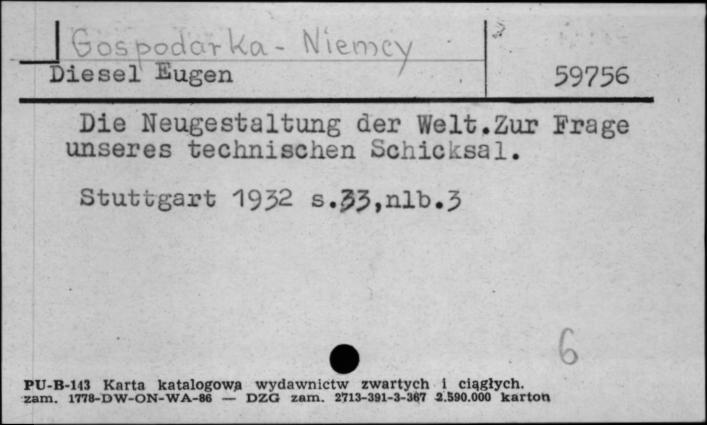 Gospodarka - Niemcy
Diesel Eugen 59756
Die Neugestaltung der Welt.Zur Frage
unseres technischen Schicksal.
Stuttgart 1932 s.33,nlb.3
6
PU-B-143 Karta katalogowa wydawnictw zwartych i ciągłych.
zam. 1778-DW-ON-WA-86 — DZG zam. 2713-391-3-367 2.590.000 karton